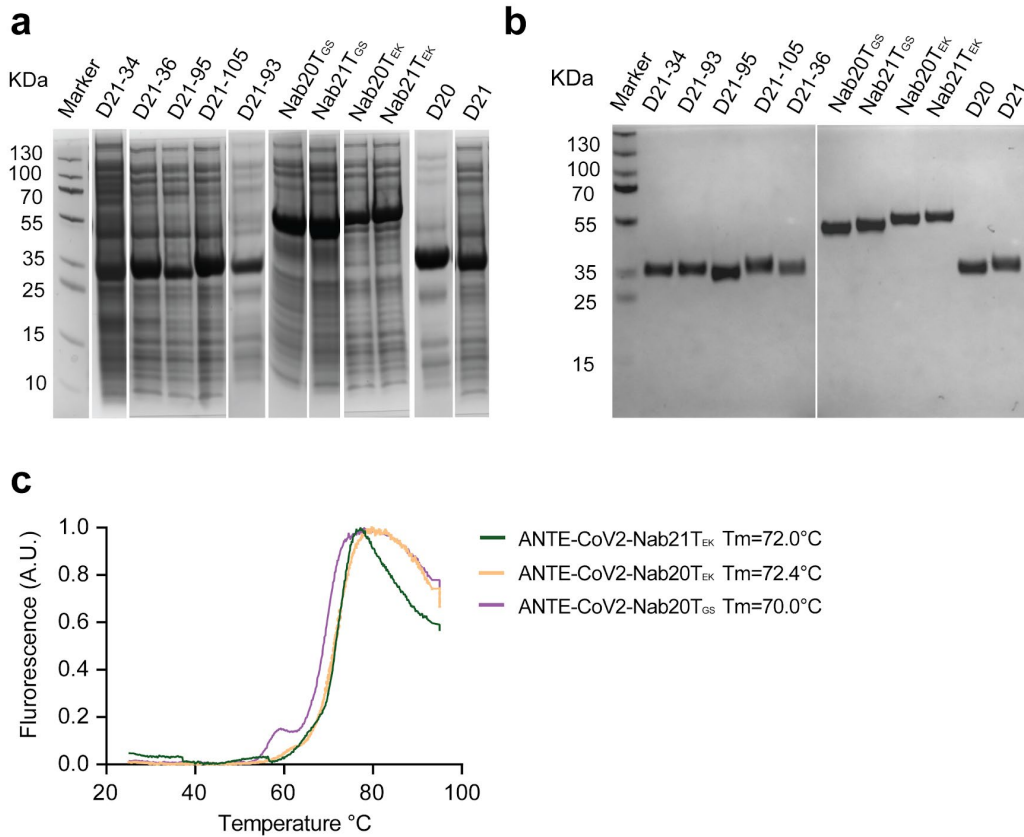 a
KDa
Marker
D21-34
D21-36
D21-95
D21-105
D21-93
Nab20TGS
Nab21TGS
Nab20TEK
Nab21TEK
D20
D21
130
100
70
55
35
25
15
10
b
KDa
Marker
D21-34
D21-93
D21-95
D21-105
D21-36
Nab20TGS
Nab21TGS
Nab20TEK
Nab21TEK
D20
D21
130
100
70
55
35
25
15
c
Flurorescence (A.U.)
1.0
0.8
0.6
0.4
0.2
0.0
20 40 60 80 100
Temperature °C
ANTE-CoV2-Nab21TEK Tm=72.0°C
ANTE-CoV2-Nab20TEK Tm=72.4°C
ANTE-CoV2-Nab20TGS Tm=70.0°C